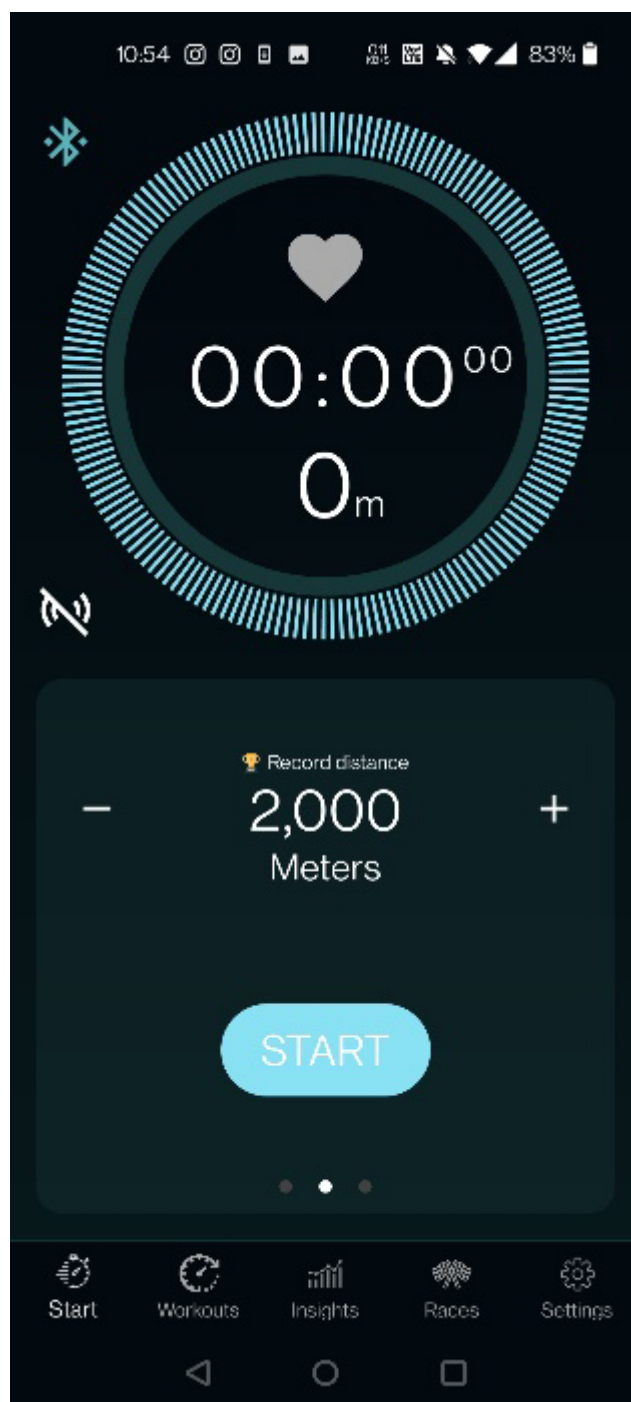 10:54 83%
00:00 00
0m
🏆 Record distance
− 2,000 +
Meters
START
Start Workouts Insights Races Settings